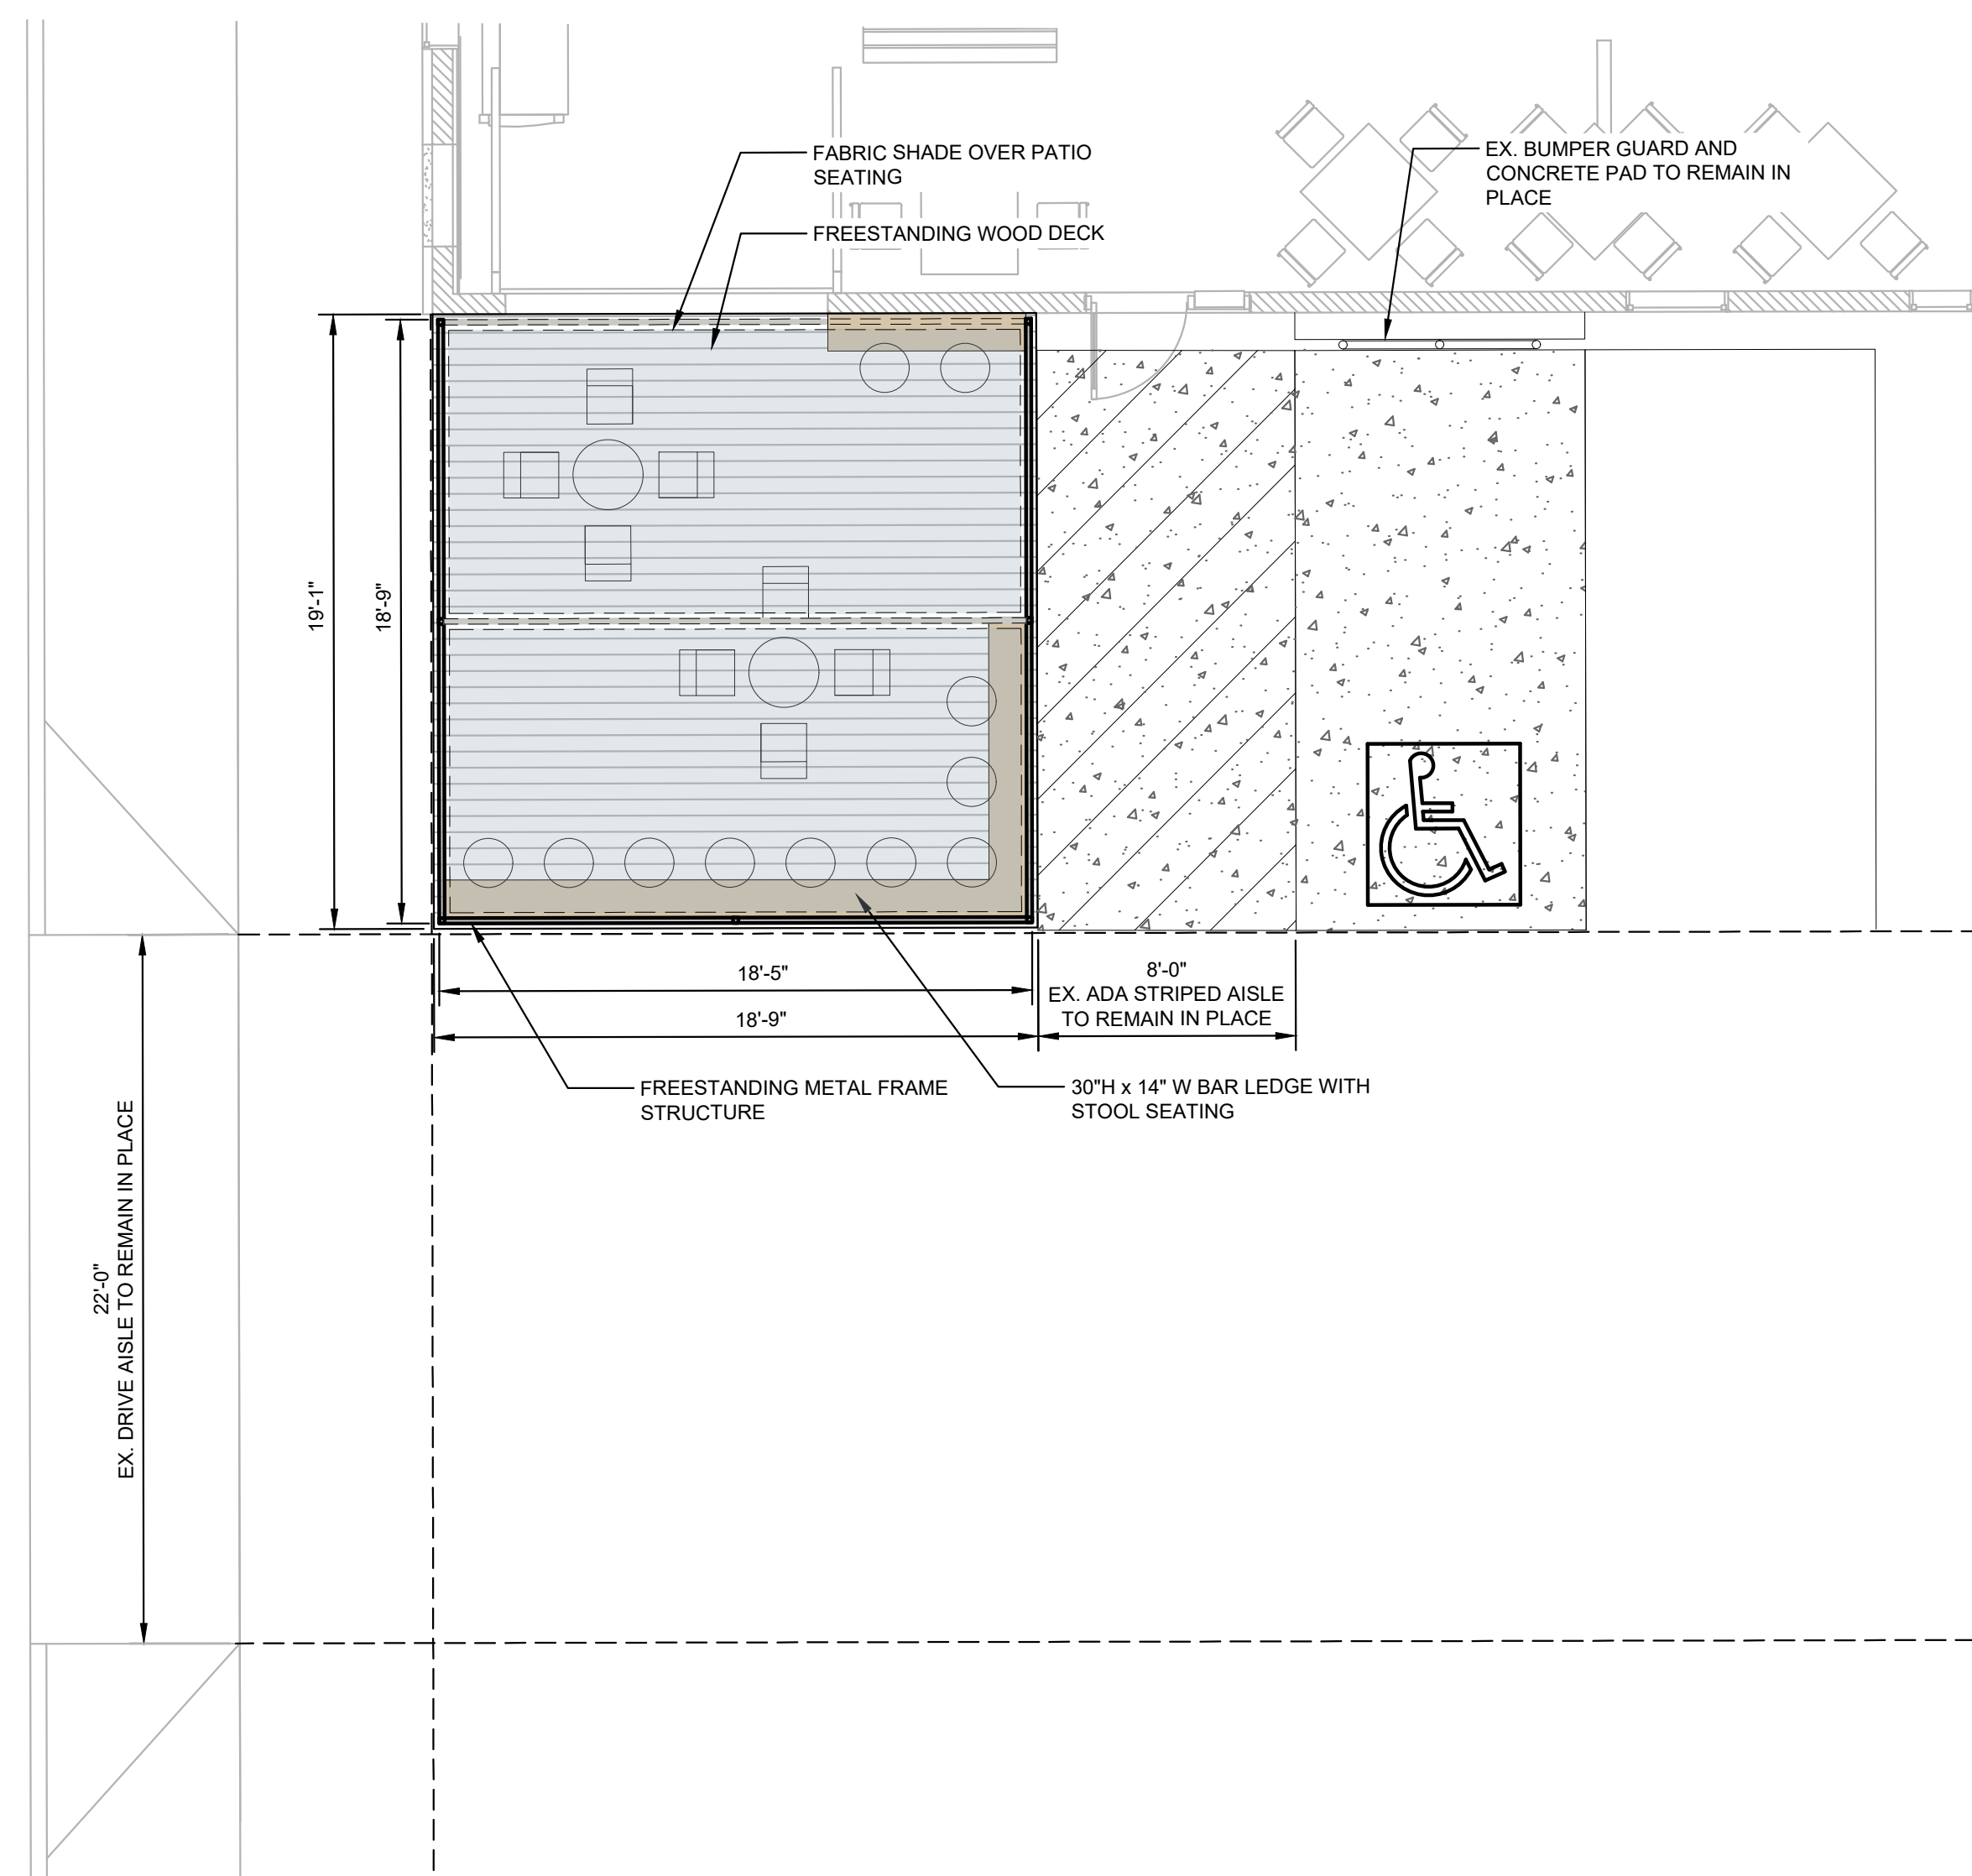 FABRIC SHADE OVER PATIO
SEATING
EX. BUMPER GUARD AND
CONCRETE PAD TO REMAIN IN
PLACE
FREESTANDING WOOD DECK
19'-1"
18'-9"
18'-5"
18'-9"
8'-0"
EX. ADA STRIPED AISLE
TO REMAIN IN PLACE
FREESTANDING METAL FRAME
STRUCTURE
30"H x 14" W BAR LEDGE WITH
STOOL SEATING
22'-0"
EX. DRIVE AISLE TO REMAIN IN PLACE